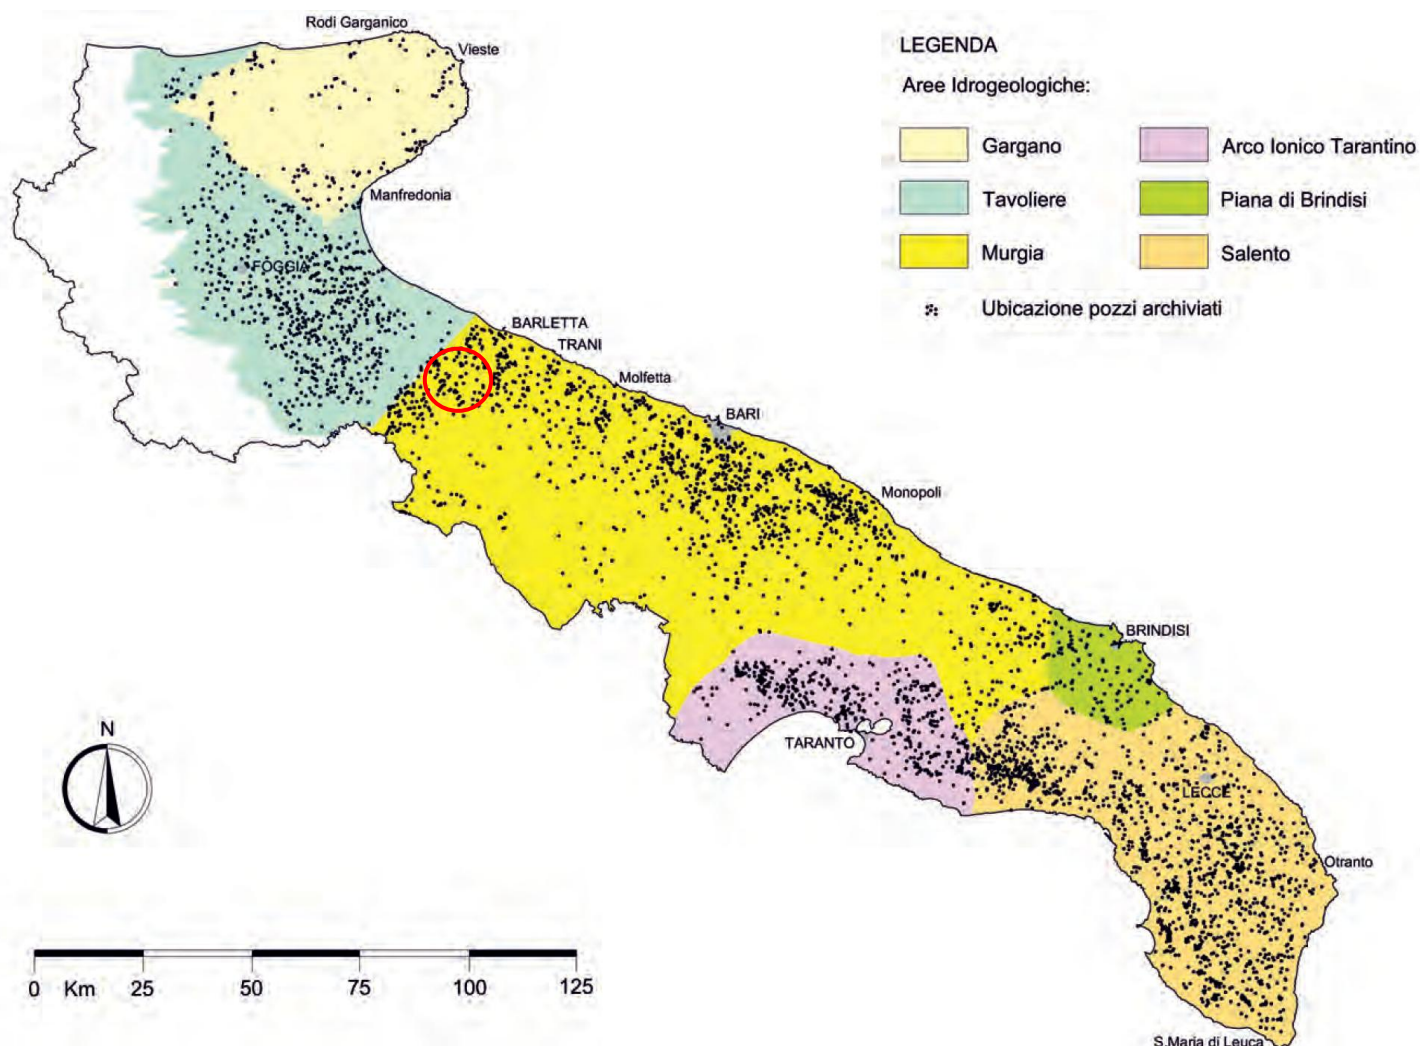 Rodi Garganico
Vieste
LEGENDA
Aree Idrogeologiche:
Gargano
Arco Ionico Tarantino
Tavoliere
Piana di Brindisi
Murgia
Salento
Ubicazione pozzi archiviati
Manfredonia
FOGGIA
BARLETTA
TRANI
Molfetta
BARI
Monopoli
BRINDISI
TARANTO
LECCE
Otranto
S.Maria di Leuca
N
0 Km 25 50 75 100 125